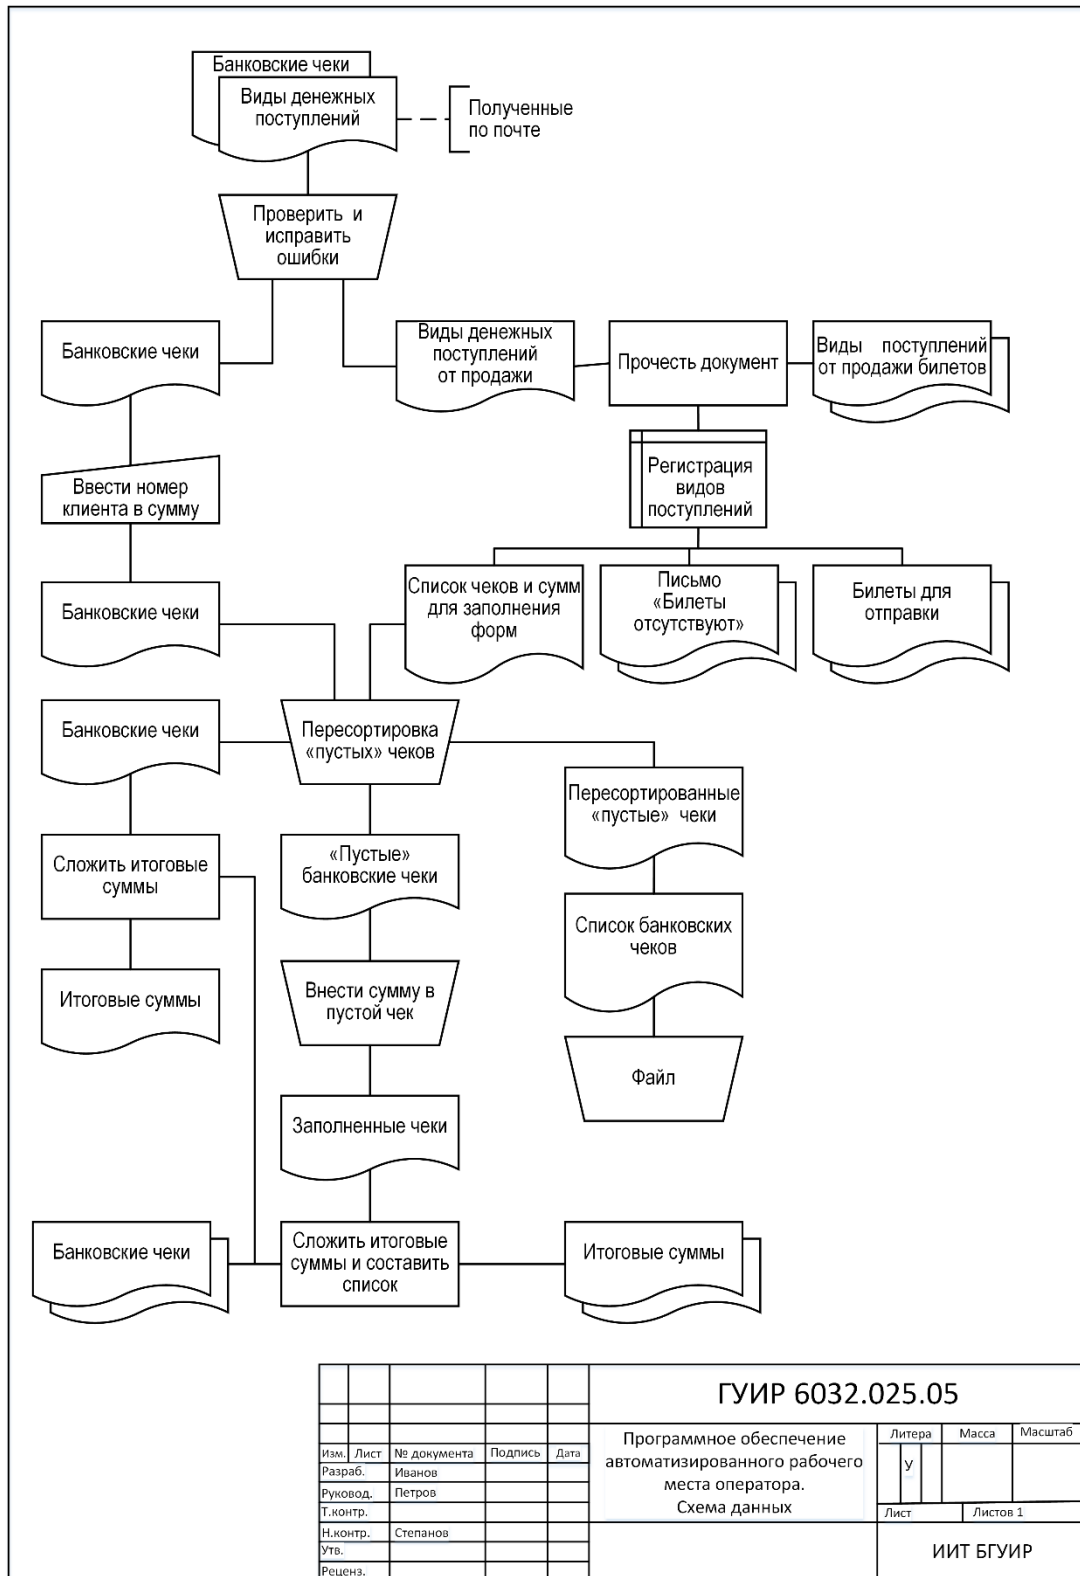 Банковские чеки
Виды денежных
поступлений
Полученные
по почте
Проверить и
исправить
ошибки
Банковские чеки
Виды денежных
поступлений
от продажи
Прочесть документ
Виды поступлений
от продажи билетов
Ввести номер
клиента в сумму
Регистрация
видов
поступлений
Банковские чеки
Список чеков и сумм
для заполнения
форм
Письмо
«Билеты
отсутствуют»
Билеты для
отправки
Банковские чеки
Пересортировка
«пустых» чеков
Пересортированные
«пустые» чеки
Сложить итоговые
суммы
«Пустые»
банковские чеки
Список банковских
чеков
Итоговые суммы
Внести сумму в
пустой чек
Файл
Заполненные чеки
Банковские чеки
Сложить итоговые
суммы и составить
список
Итоговые суммы
ГУИР 6032.025.05
Изм. Лист № документа Подпись Дата
Разраб. Иванов
Руковод. Петров
Т.контр.
Н.контр. Степанов
Утв.
Реценз.
Программное обеспечение
автоматизированного рабочего
места оператора.
Схема данных
Литера Масса Масштаб
У
Лист Листов 1
ИИТ БГУИР